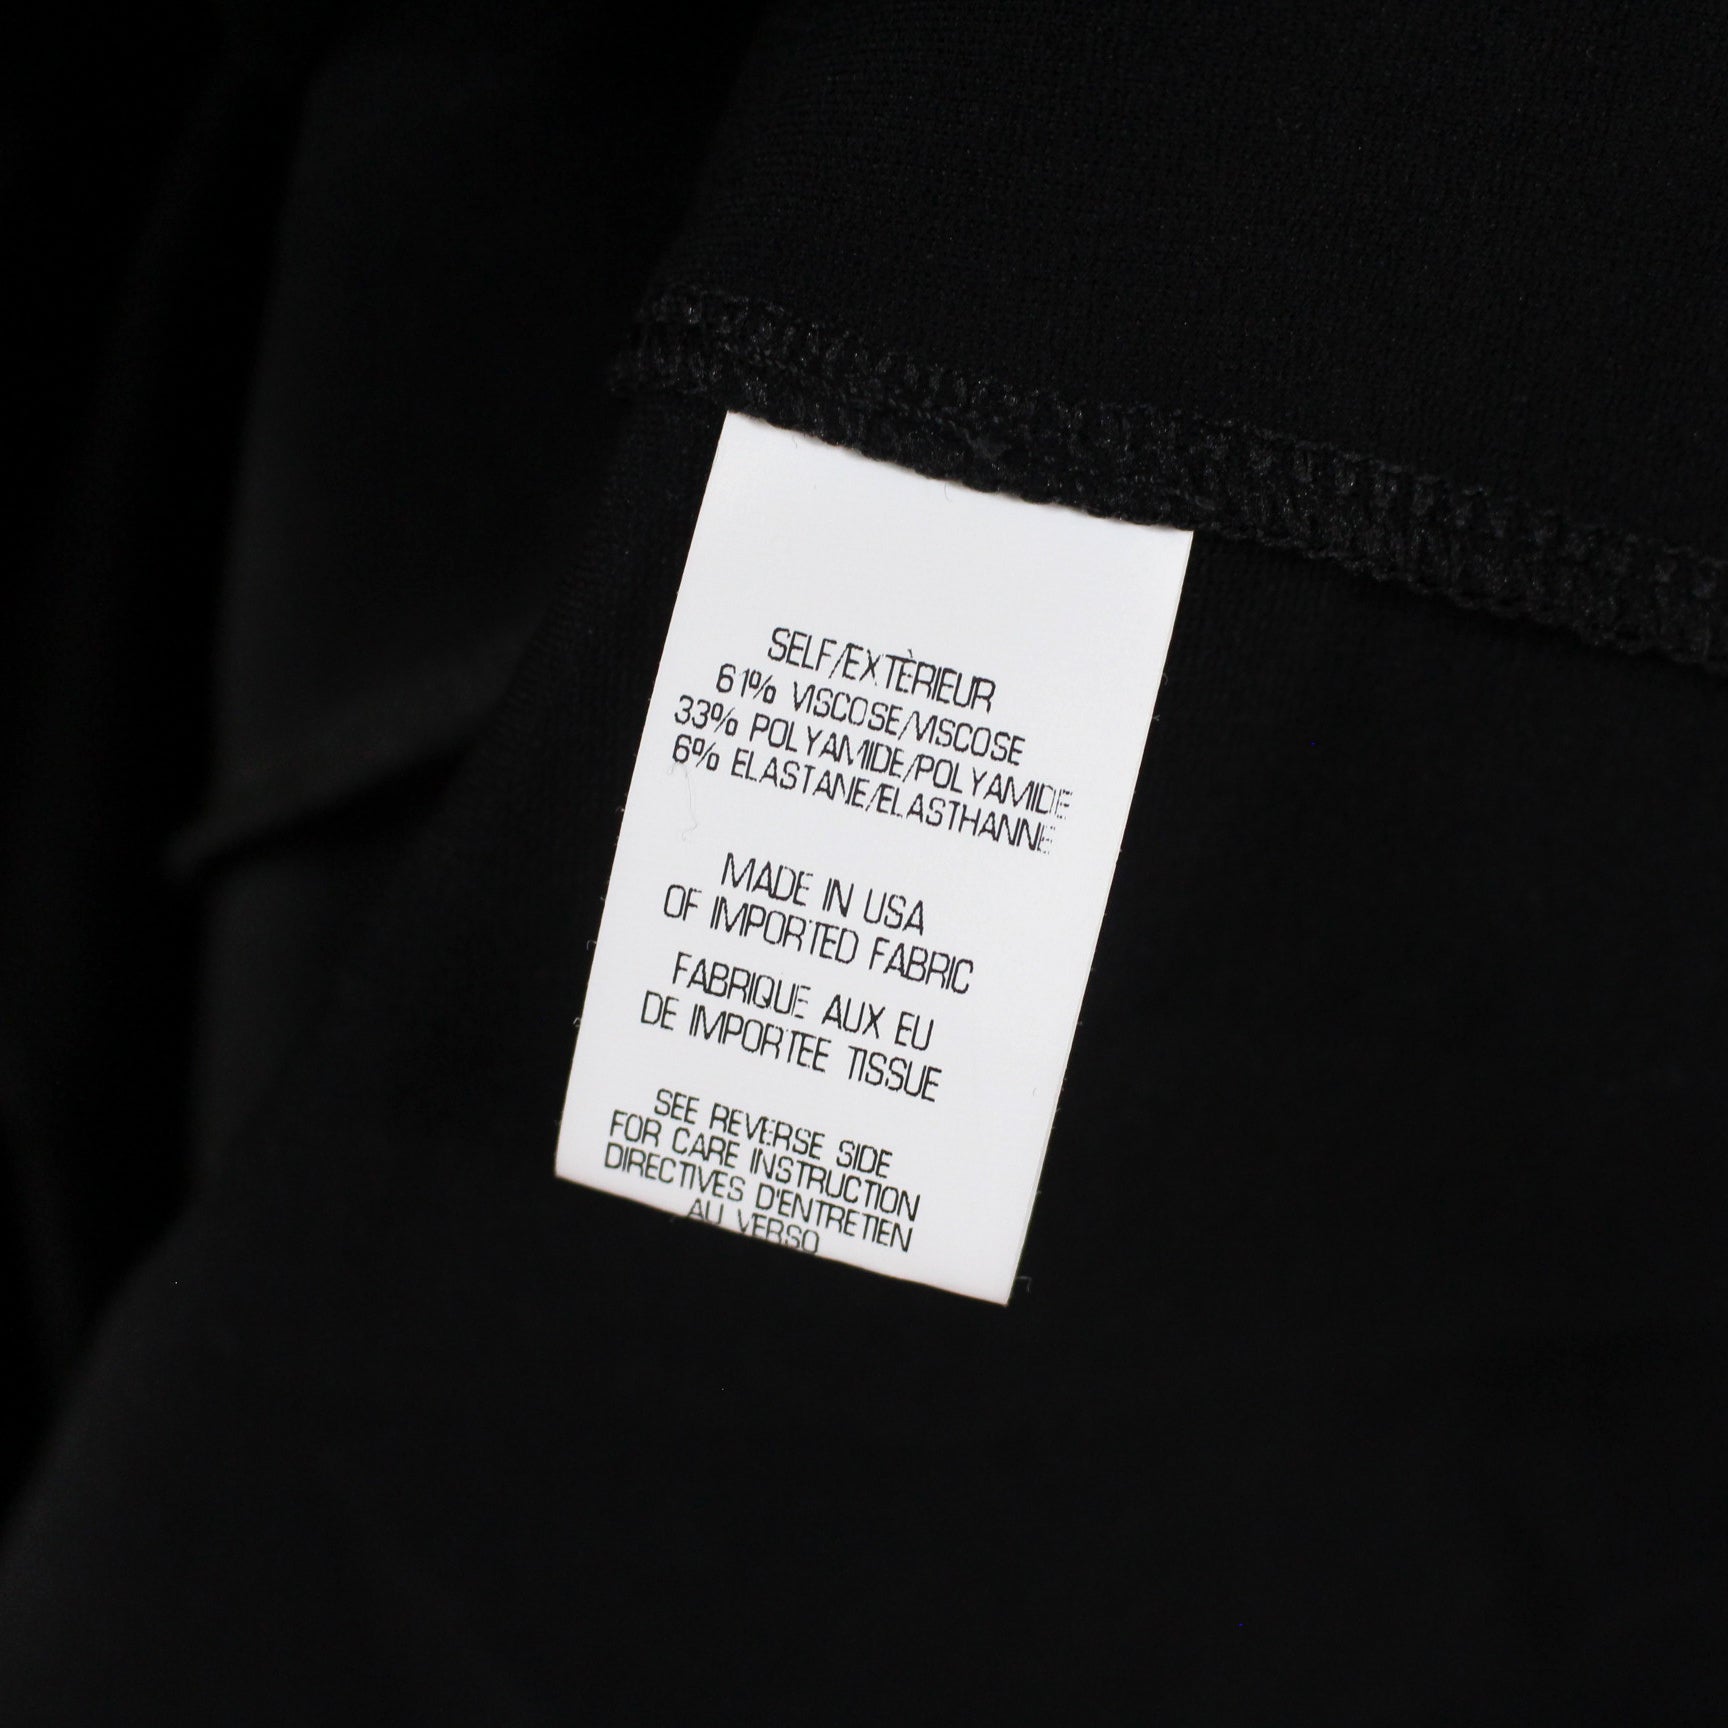 SELF/EXTÈRIEUR
61% VISCOSE/VISCOSE
33% POLYAMIDE/POLYAMIDE
6% ELASTANE/ELASTHANNE
MADE IN USA
OF IMPORTED FABRIC
FABRIQUE AUX EU
DE IMPORTEE TISSUE
SEE REVERSE SIDE
FOR CARE INSTRUCTION
DIRECTIVES D'ENTRETIEN
AU VERSO